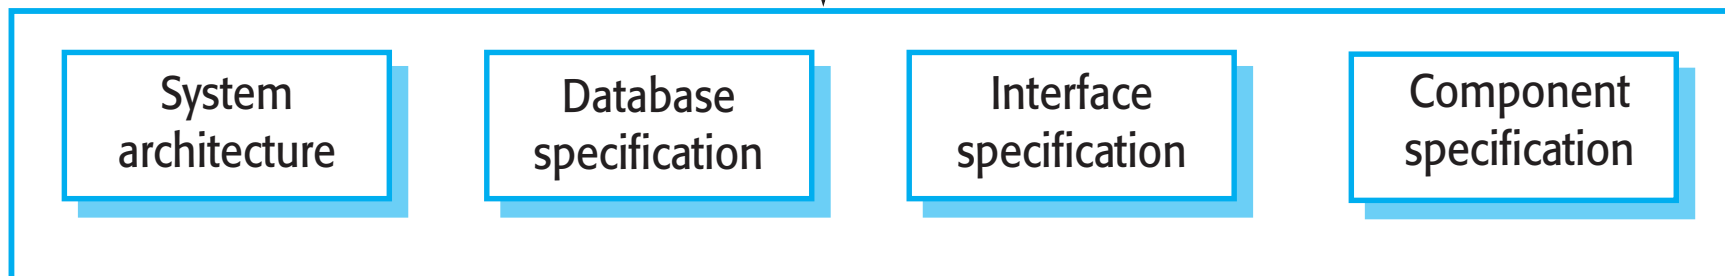 System
architecture
Database
specification
Interface
specification
Component
specification